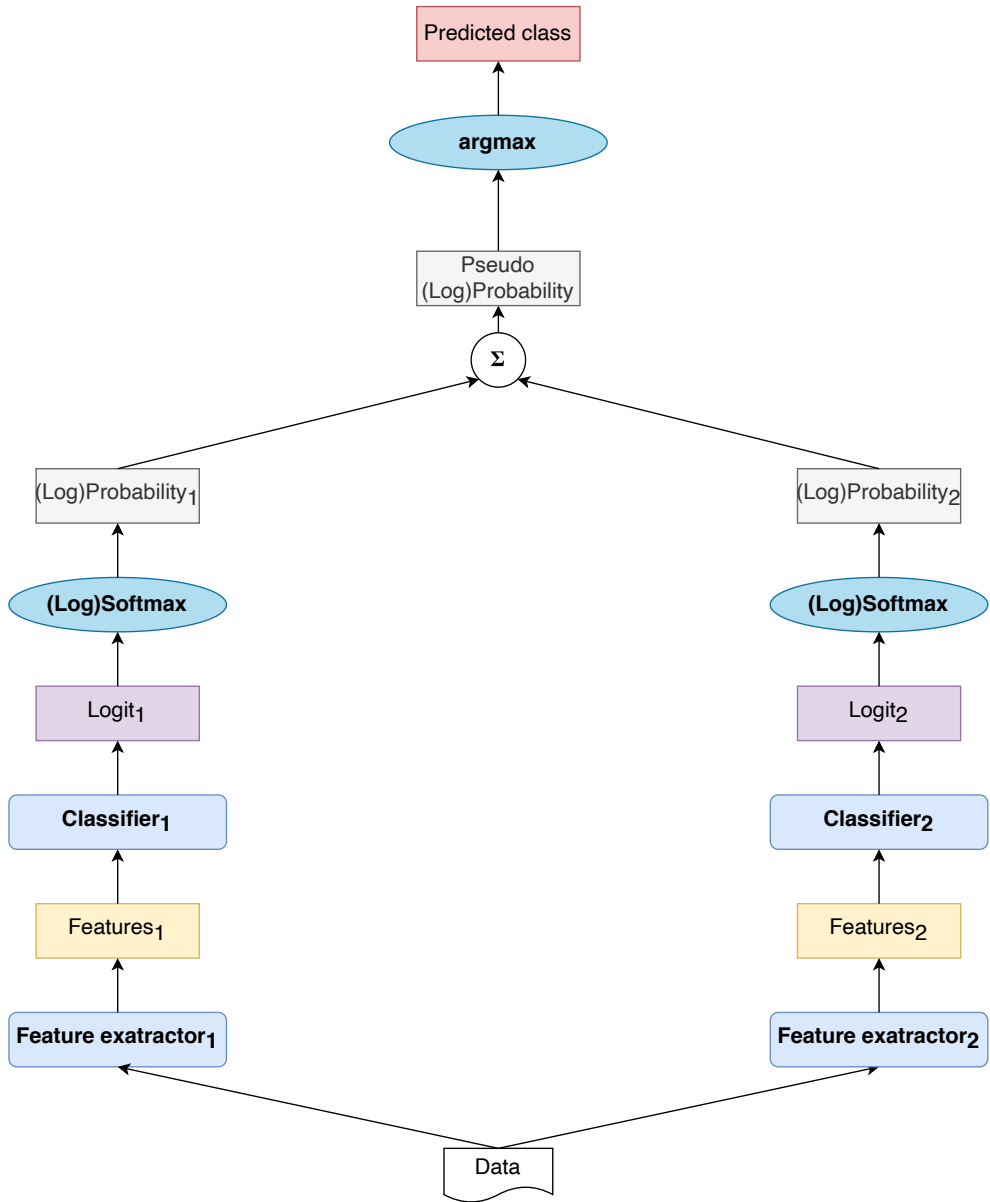 Predicted class
argmax
Pseudo
(Log)Probability
Σ
(Log)Probability1
(Log)Probability2
(Log)Softmax
(Log)Softmax
Logit1
Logit2
Classifier1
Classifier2
Features1
Features2
Feature exatractor1
Feature exatractor2
Data